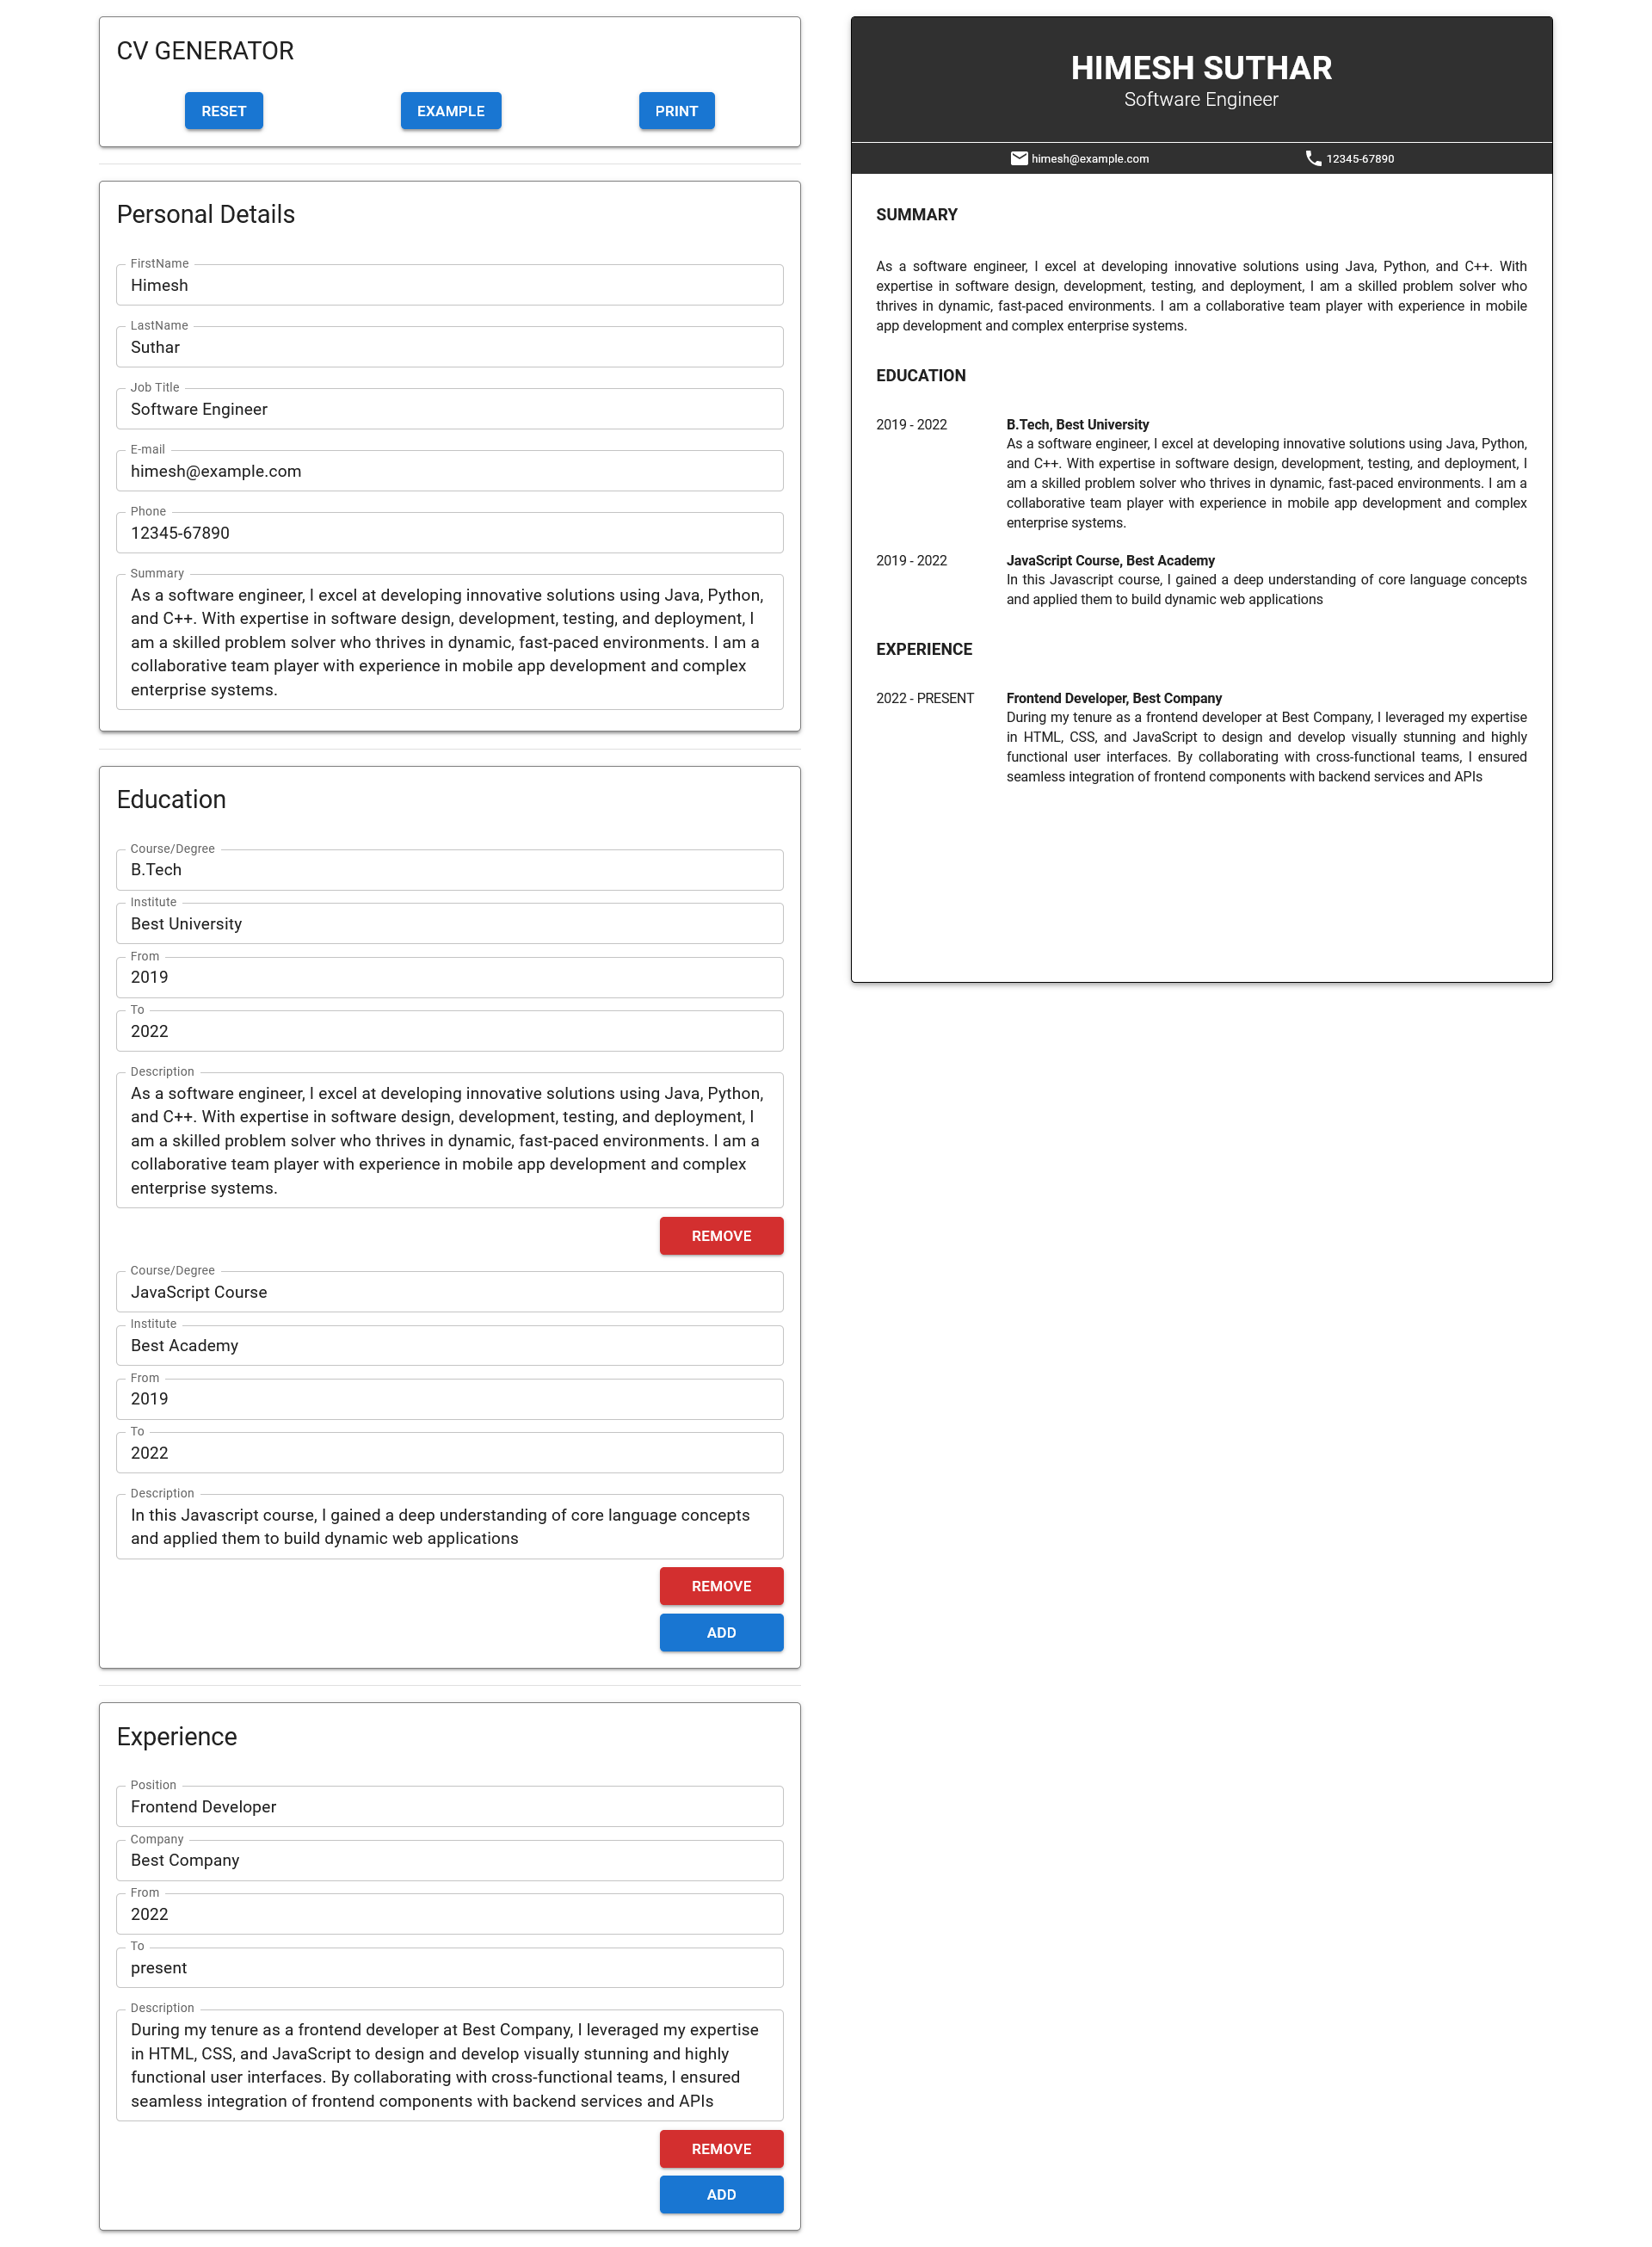 CV GENERATOR
RESET
EXAMPLE
PRINT
Personal Details
FirstName
Himesh
LastName
Suthar
Job Title
Software Engineer
E-mail
himesh@example.com
Phone
12345-67890
Summary
As a software engineer, I excel at developing innovative solutions using Java, Python,
and C++. With expertise in software design, development, testing, and deployment, I
am a skilled problem solver who thrives in dynamic, fast-paced environments. I am a
collaborative team player with experience in mobile app development and complex
enterprise systems.
Education
Course/Degree
B.Tech
Institute
Best University
From
2019
To
2022
Description
As a software engineer, I excel at developing innovative solutions using Java, Python,
and C++. With expertise in software design, development, testing, and deployment, I
am a skilled problem solver who thrives in dynamic, fast-paced environments. I am a
collaborative team player with experience in mobile app development and complex
enterprise systems.
REMOVE
Course/Degree
JavaScript Course
Institute
Best Academy
From
2019
To
2022
Description
In this Javascript course, I gained a deep understanding of core language concepts
and applied them to build dynamic web applications
REMOVE
ADD
Experience
Position
Frontend Developer
Company
Best Company
From
2022
To
present
Description
During my tenure as a frontend developer at Best Company, I leveraged my expertise
in HTML, CSS, and JavaScript to design and develop visually stunning and highly
functional user interfaces. By collaborating with cross-functional teams, I ensured
seamless integration of frontend components with backend services and APIs
REMOVE
ADD
HIMESH SUTHAR
Software Engineer
himesh@example.com
12345-67890
SUMMARY
As a software engineer, I excel at developing innovative solutions using Java, Python, and C++. With
expertise in software design, development, testing, and deployment, I am a skilled problem solver who
thrives in dynamic, fast-paced environments. I am a collaborative team player with experience in mobile
app development and complex enterprise systems.
EDUCATION
2019 - 2022
B.Tech, Best University
As a software engineer, I excel at developing innovative solutions using Java, Python,
and C++. With expertise in software design, development, testing, and deployment, I
am a skilled problem solver who thrives in dynamic, fast-paced environments. I am a
collaborative team player with experience in mobile app development and complex
enterprise systems.
2019 - 2022
JavaScript Course, Best Academy
In this Javascript course, I gained a deep understanding of core language concepts
and applied them to build dynamic web applications
EXPERIENCE
2022 - PRESENT
Frontend Developer, Best Company
During my tenure as a frontend developer at Best Company, I leveraged my expertise
in HTML, CSS, and JavaScript to design and develop visually stunning and highly
functional user interfaces. By collaborating with cross-functional teams, I ensured
seamless integration of frontend components with backend services and APIs